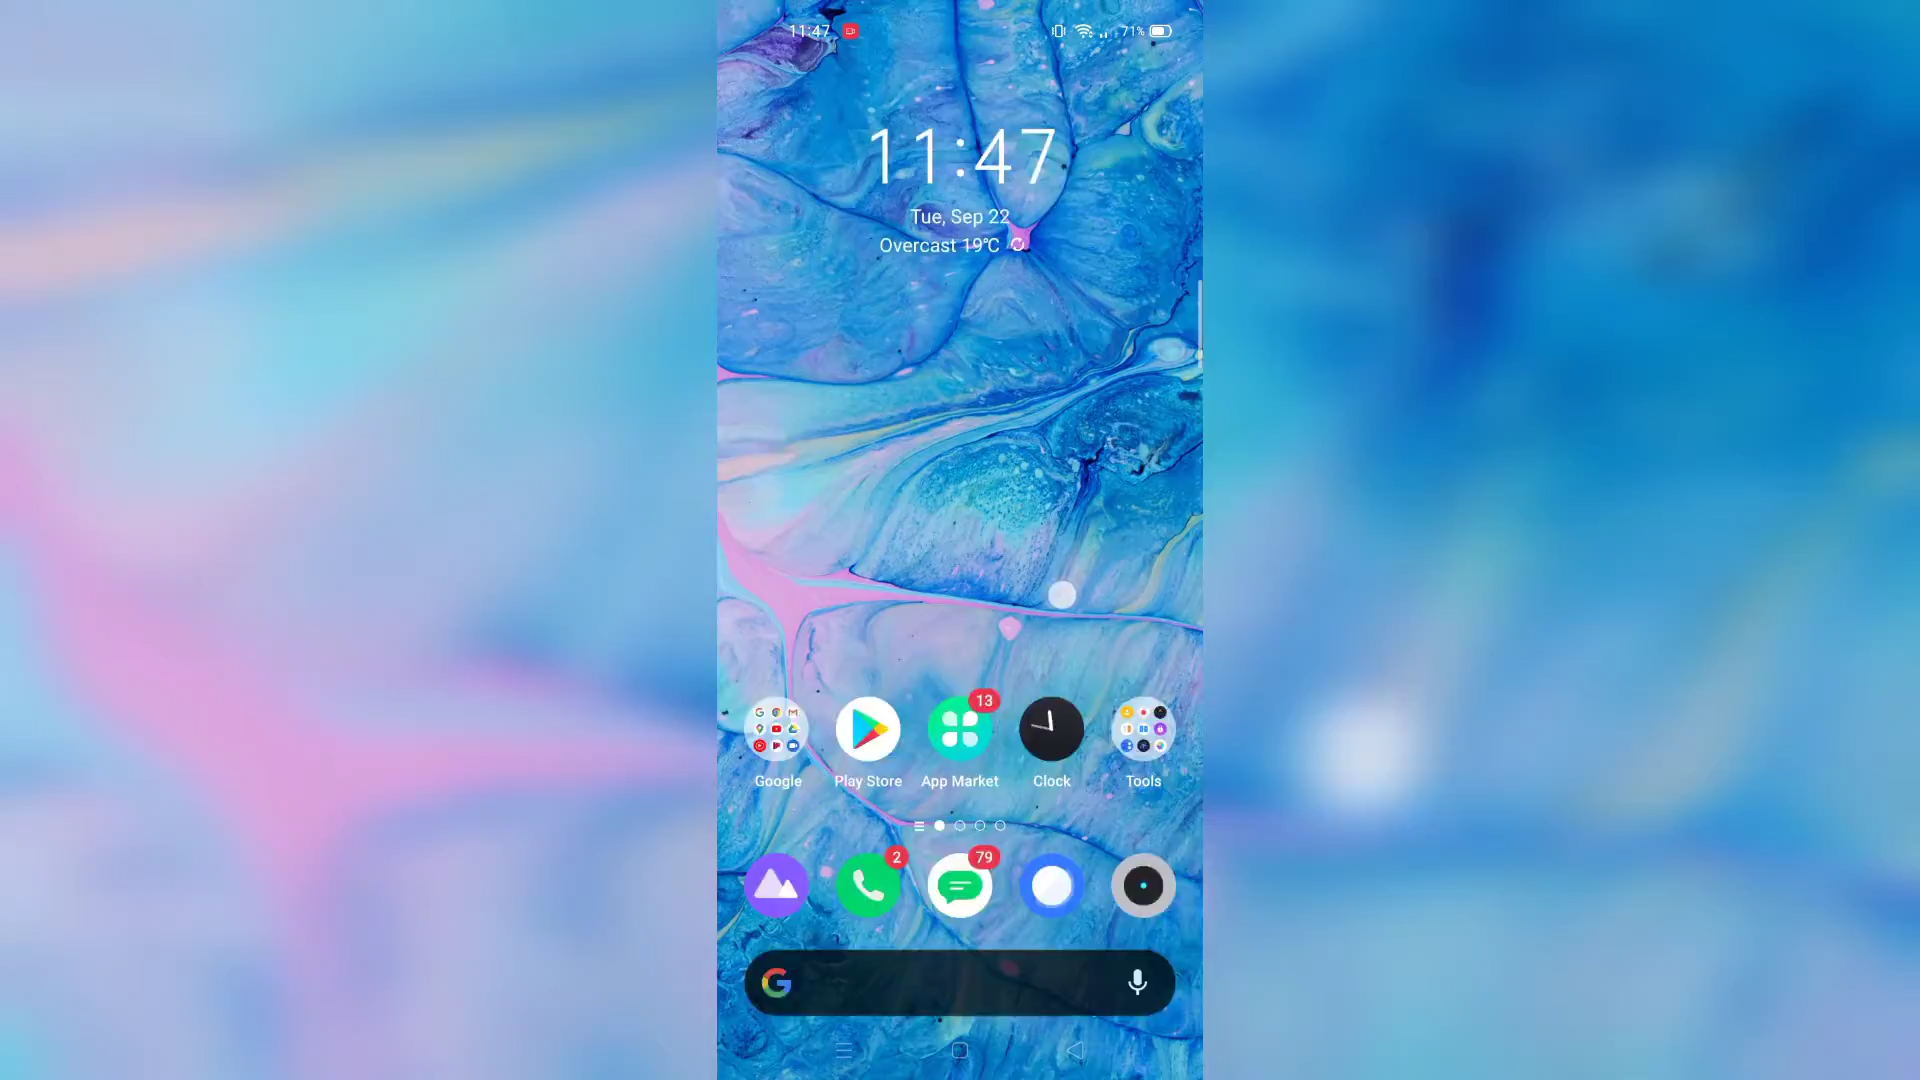 11:47
71%
11:47
Tue, Sep 22
Overcast 19℃
13
Google
Play Store
App Market
Clock
Tools
2
79